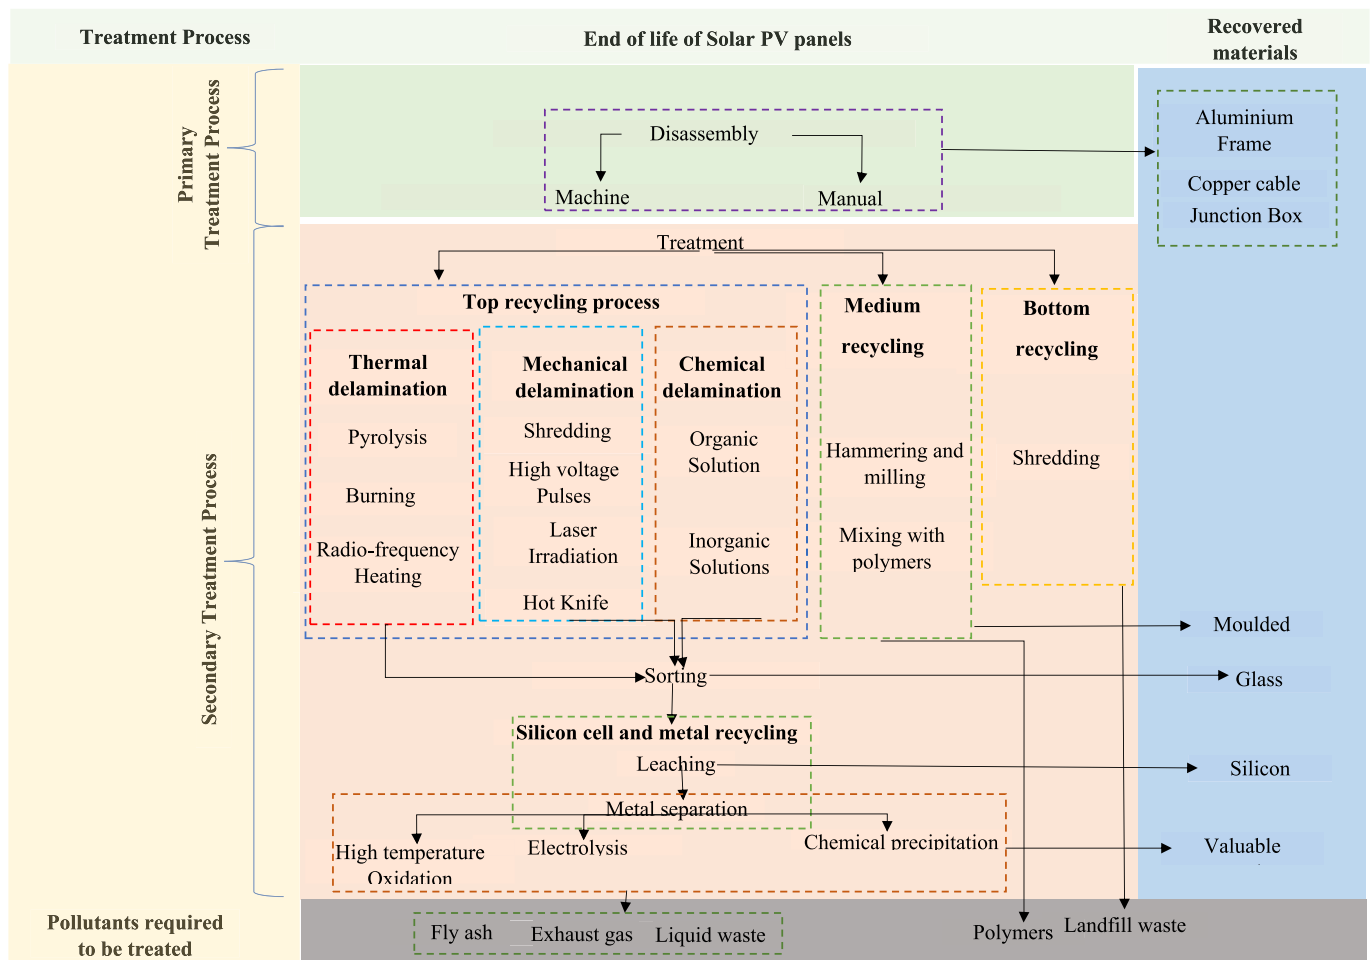 Treatment Process
End of life of Solar PV panels
Recovered
materials
Primary
Treatment Process
Disassembly
Machine
Manual
Aluminium
Frame
Copper cable
Junction Box
Secondary Treatment Process
Treatment
Top recycling process
Thermal
delamination
Pyrolysis
Burning
Radio-frequency
Heating
Mechanical
delamination
Shredding
High voltage
Pulses
Laser
Irradiation
Hot Knife
Chemical
delamination
Organic
Solution
Inorganic
Solutions
Medium
recycling
Hammering and
milling
Mixing with
polymers
Bottom
recycling
Shredding
Moulded
Sorting
Glass
Silicon cell and metal recycling
Leaching
Silicon
Metal separation
High temperature
Oxidation
Electrolysis
Chemical precipitation
Valuable
Pollutants required
to be treated
Fly ash
Exhaust gas
Liquid waste
Polymers
Landfill waste